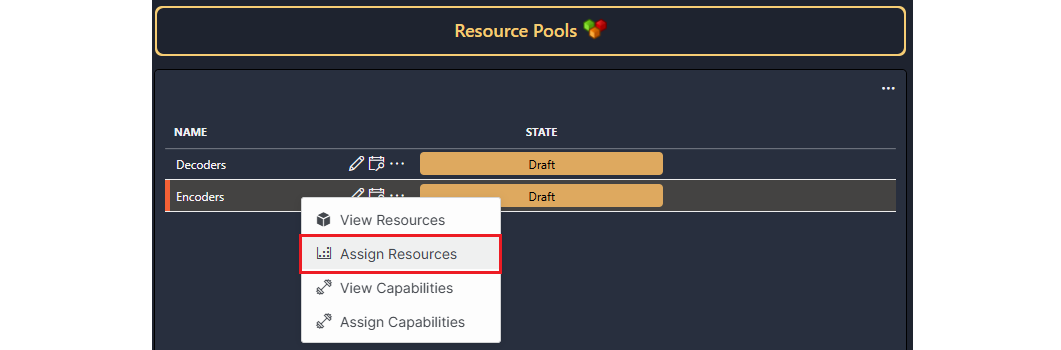 Resource Pools
NAME STATE
Decoders Draft
Encoders Draft
View Resources
Assign Resources
View Capabilities
Assign Capabilities